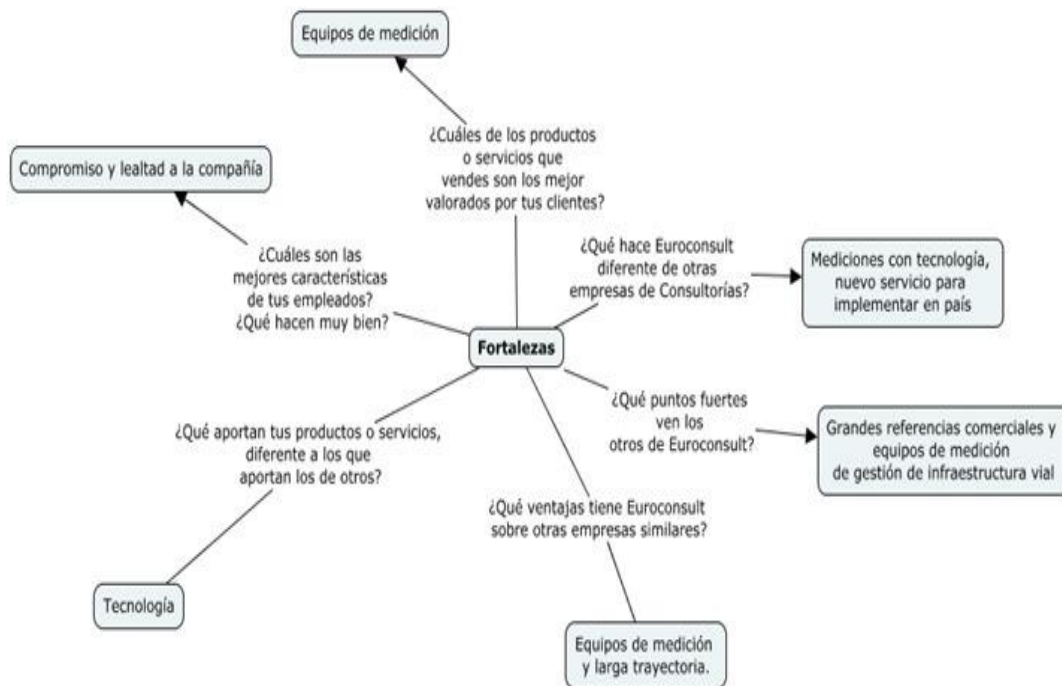 Equipos de medición
¿Cuáles de los productos
o servicios que
vendes son los mejor
valorados por tus clientes?
Compromiso y lealtad a la compañía
¿Cuáles son las
mejores características
de tus empleados?
¿Qué hacen muy bien?
¿Qué hace Euroconsult
diferente de otras
empresas de Consultorías?
Mediciones con tecnología,
nuevo servicio para
implementar en país
Fortalezas
¿Qué puntos fuertes
ven los
otros de Euroconsult?
Grandes referencias comerciales y
equipos de medición
de gestión de infraestructura vial
¿Qué aportan tus productos o servicios,
diferente a los que
aportan los de otros?
¿Qué ventajas tiene Euroconsult
sobre otras empresas similares?
Tecnología
Equipos de medición
y larga trayectoria.